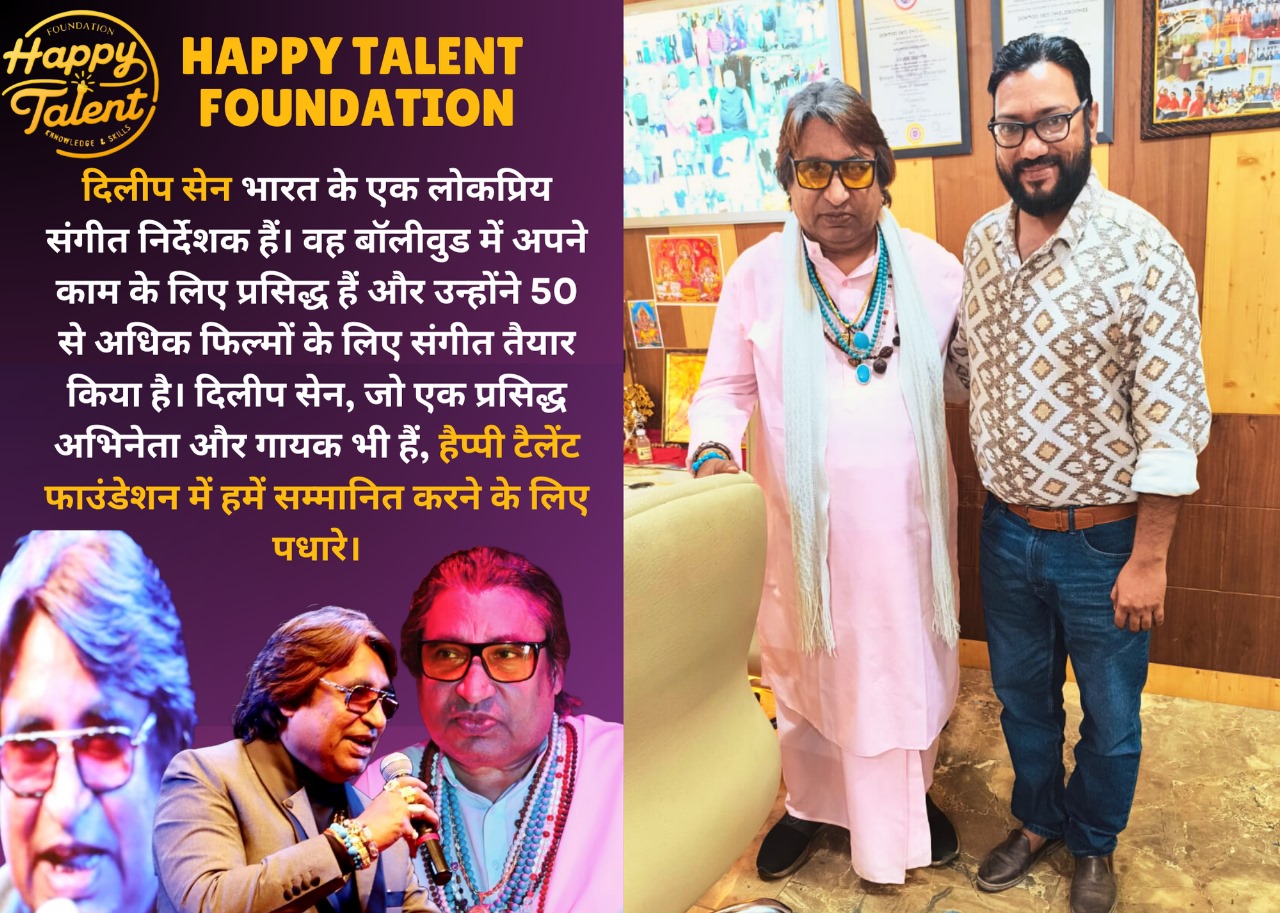 FOUNDATION
Happy
Talent
KNOWLEDGE & SKILLS
HAPPY TALENT
FOUNDATION
दिलीप सेन भारत के एक लोकप्रिय
संगीत निर्देशक हैं। वह बॉलीवुड में अपने
काम के लिए प्रसिद्ध हैं और उन्होंने 50
से अधिक फिल्मों के लिए संगीत तैयार
किया है। दिलीप सेन, जो एक प्रसिद्ध
अभिनेता और गायक भी हैं, हैप्पी टैलेंट
फाउंडेशन में हमें सम्मानित करने के लिए
पधारे।